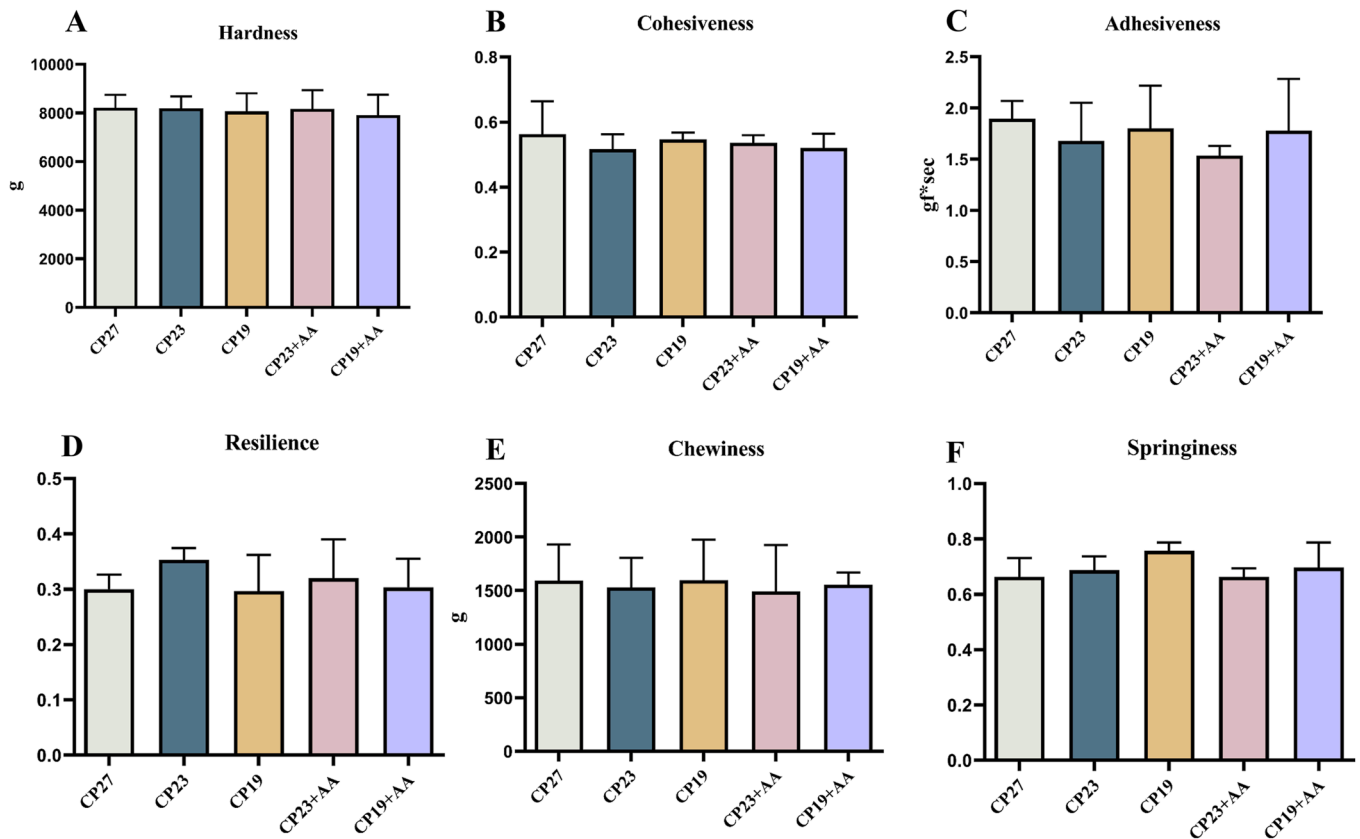 A
Hardness
10000
8000
6000
4000
2000
0
g
CP27
CP23
CP19
CP23+AA
CP19+AA
B
Cohesiveness
0.8
0.6
0.4
0.2
0.0
CP27
CP23
CP19
CP23+AA
CP19+AA
C
Adhesiveness
2.5
2.0
1.5
1.0
0.5
0.0
gf*sec
CP27
CP23
CP19
CP23+AA
CP19+AA
D
Resilience
0.5
0.4
0.3
0.2
0.1
0.0
CP27
CP23
CP19
CP23+AA
CP19+AA
E
Chewiness
2500
2000
1500
1000
500
0
g
CP27
CP23
CP19
CP23+AA
CP19+AA
F
Springiness
1.0
0.8
0.6
0.4
0.2
0.0
CP27
CP23
CP19
CP23+AA
CP19+AA